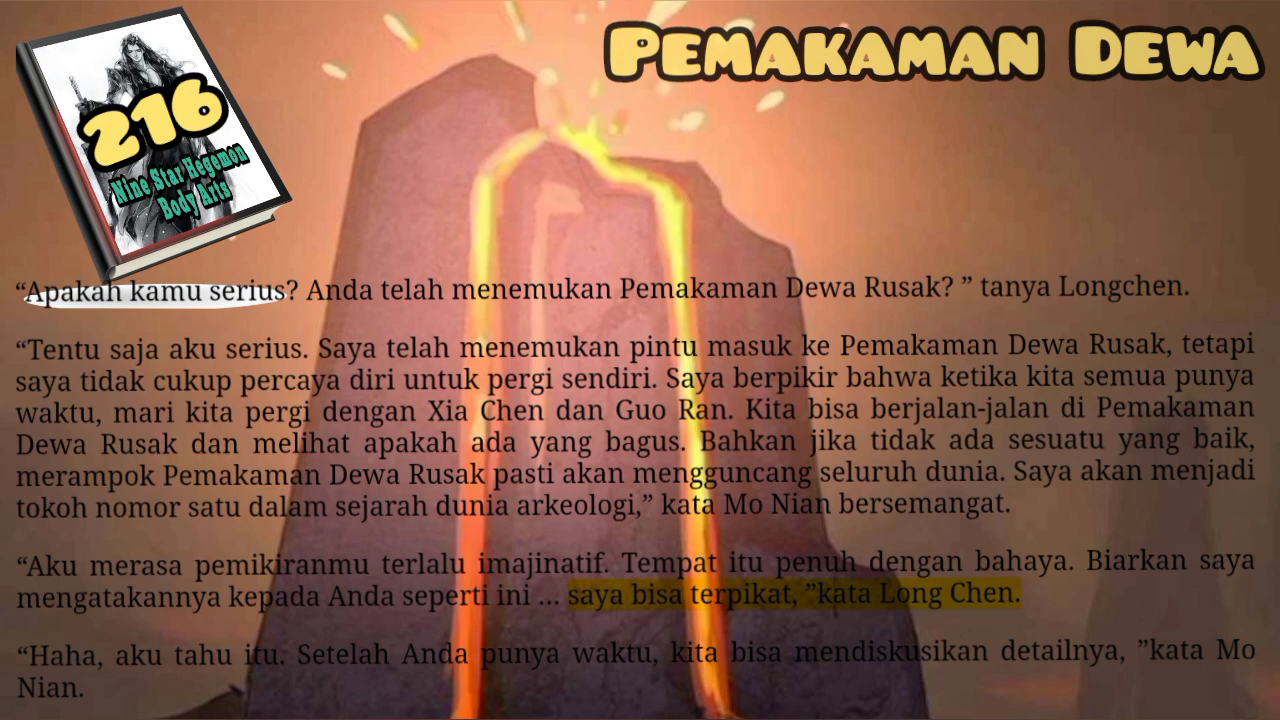 PEMAKAMAN DEWA
216
Nine Star Hegemon
Body Arts
“Apakah kamu serius? Anda telah menemukan Pemakaman Dewa Rusak? ” tanya Longchen.
“Tentu saja aku serius. Saya telah menemukan pintu masuk ke Pemakaman Dewa Rusak, tetapi
saya tidak cukup percaya diri untuk pergi sendiri. Saya berpikir bahwa ketika kita semua punya
waktu, mari kita pergi dengan Xia Chen dan Guo Ran. Kita bisa berjalan-jalan di Pemakaman
Dewa Rusak dan melihat apakah ada yang bagus. Bahkan jika tidak ada sesuatu yang baik,
merampok Pemakaman Dewa Rusak pasti akan mengguncang seluruh dunia. Saya akan menjadi
tokoh nomor satu dalam sejarah dunia arkeologi,” kata Mo Nian bersemangat.
“Aku merasa pemikiranmu terlalu imajinatif. Tempat itu penuh dengan bahaya. Biarkan saya
mengatakannya kepada Anda seperti ini ... saya bisa terpikat, ”kata Long Chen.
“Haha, aku tahu itu. Setelah Anda punya waktu, kita bisa mendiskusikan detailnya, ”kata Mo
Nian.